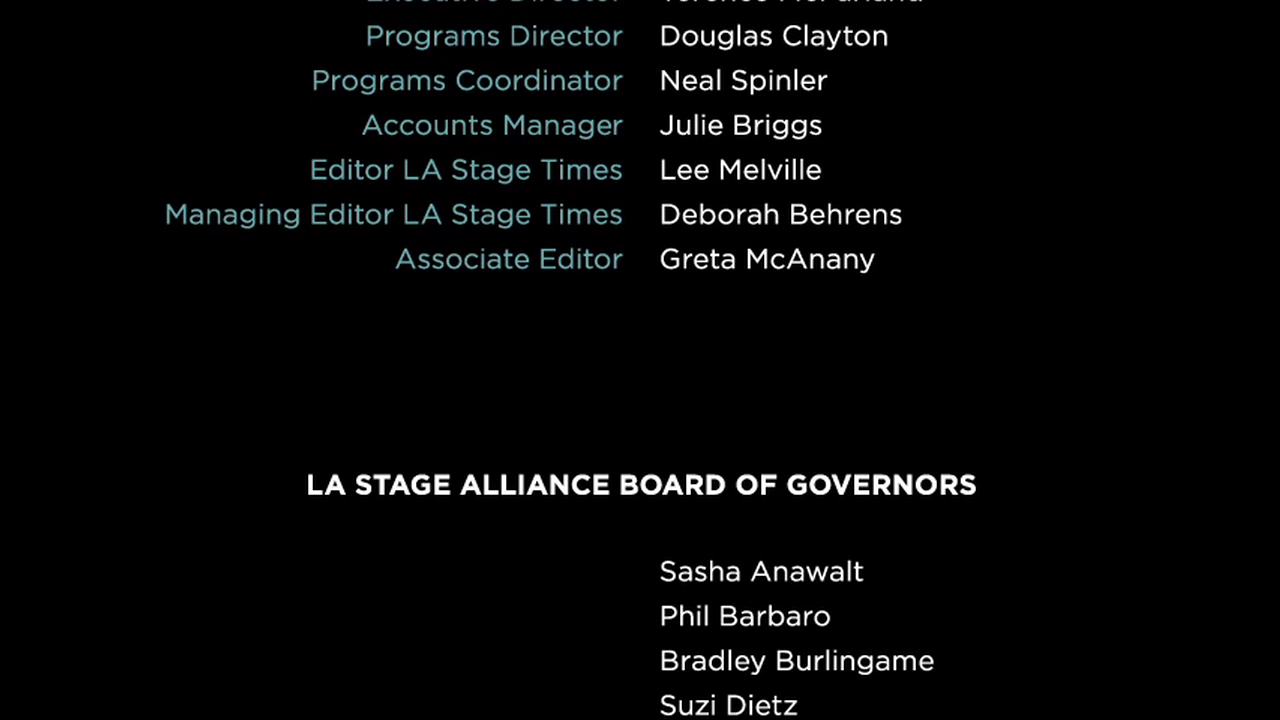 Executive Director
Programs Director Douglas Clayton
Programs Coordinator Neal Spinler
Accounts Manager Julie Briggs
Editor LA Stage Times Lee Melville
Managing Editor LA Stage Times Deborah Behrens
Associate Editor Greta McAnany
LA STAGE ALLIANCE BOARD OF GOVERNORS
Sasha Anawalt
Phil Barbaro
Bradley Burlingame
Suzi Dietz